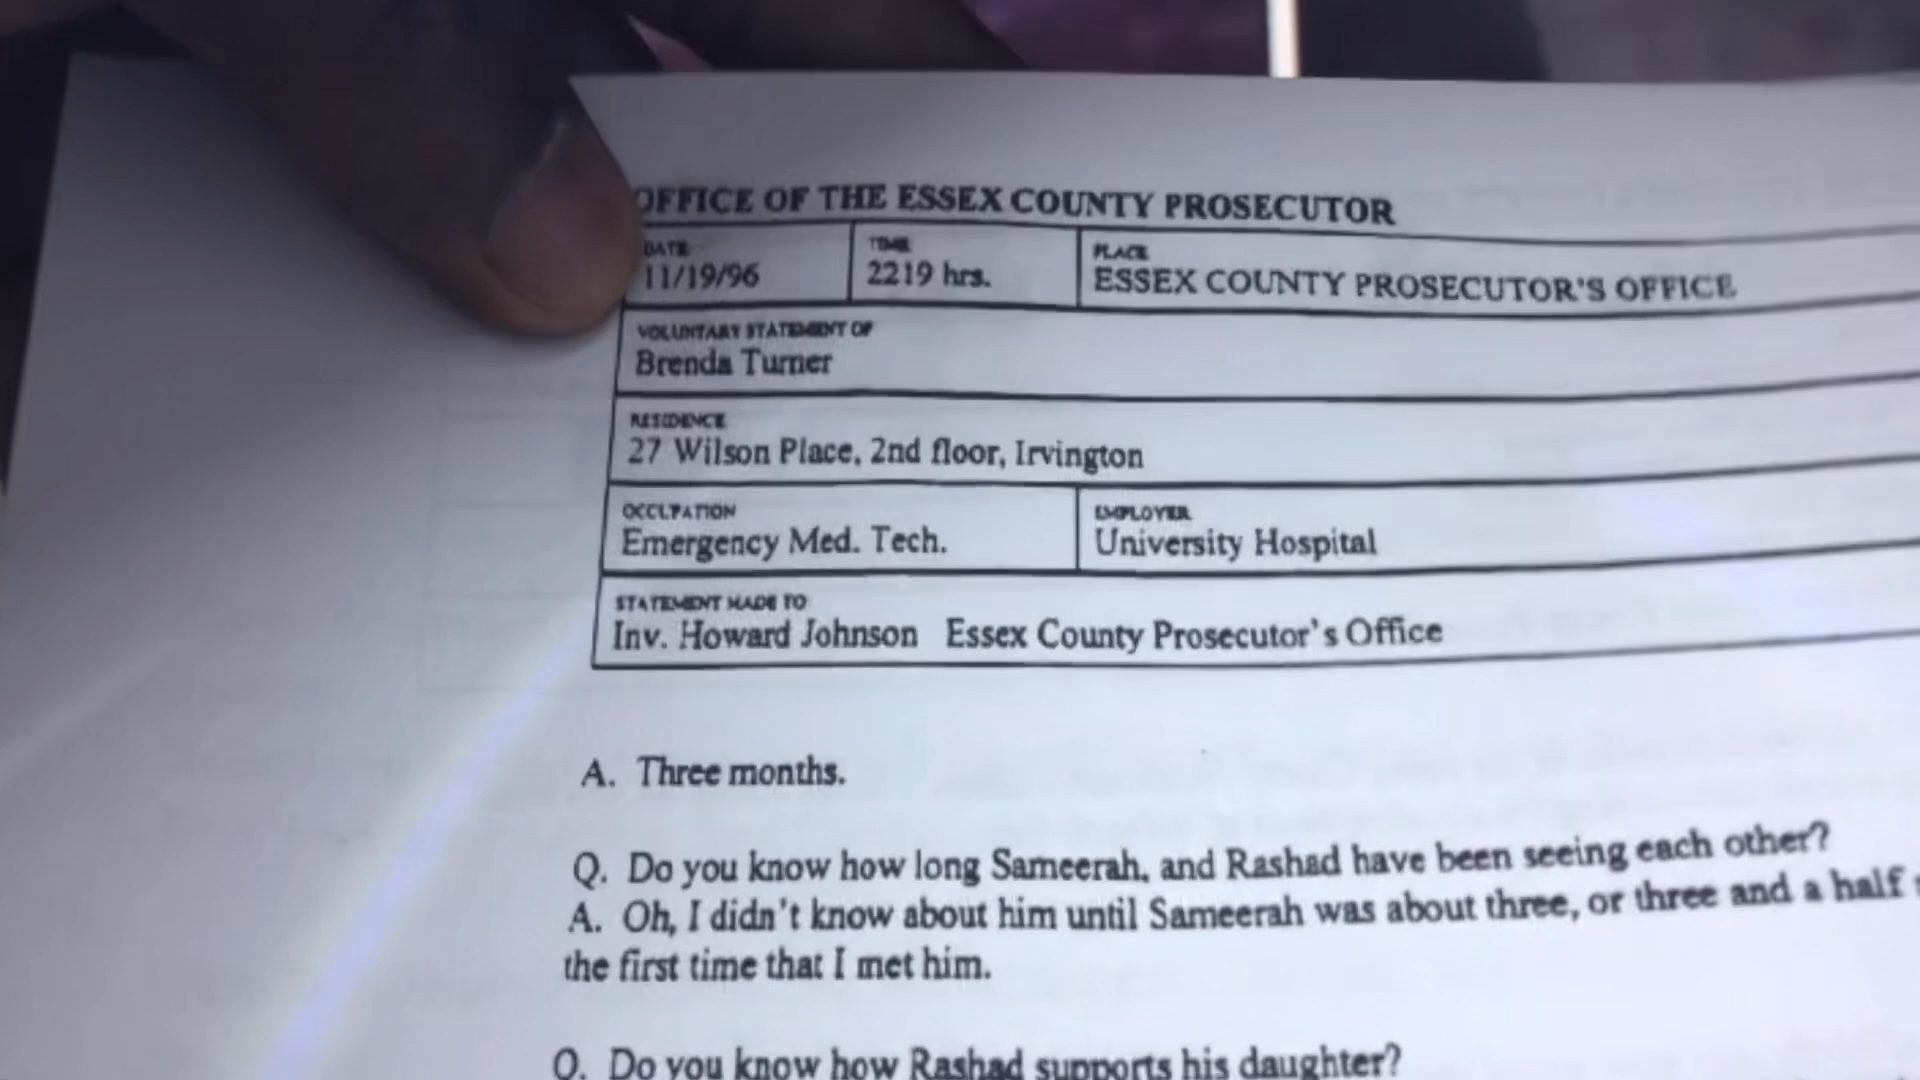 OFFICE OF THE ESSEX COUNTY PROSECUTOR
DATE TIME PLACE
11/19/96 2219 hrs. ESSEX COUNTY PROSECUTOR'S OFFICE
VOLUNTARY STATEMENT OF
Brenda Turner
RESIDENCE
27 Wilson Place, 2nd floor, Irvington
OCCUPATION EMPLOYER
Emergency Med. Tech. University Hospital
STATEMENT MADE TO
Inv. Howard Johnson Essex County Prosecutor's Office
A. Three months.
Q. Do you know how long Sameerah, and Rashad have been seeing each other?
A. Oh, I didn't know about him until Sameerah was about three, or three and a half
the first time that I met him.
Q. Do you know how Rashad supports his daughter?